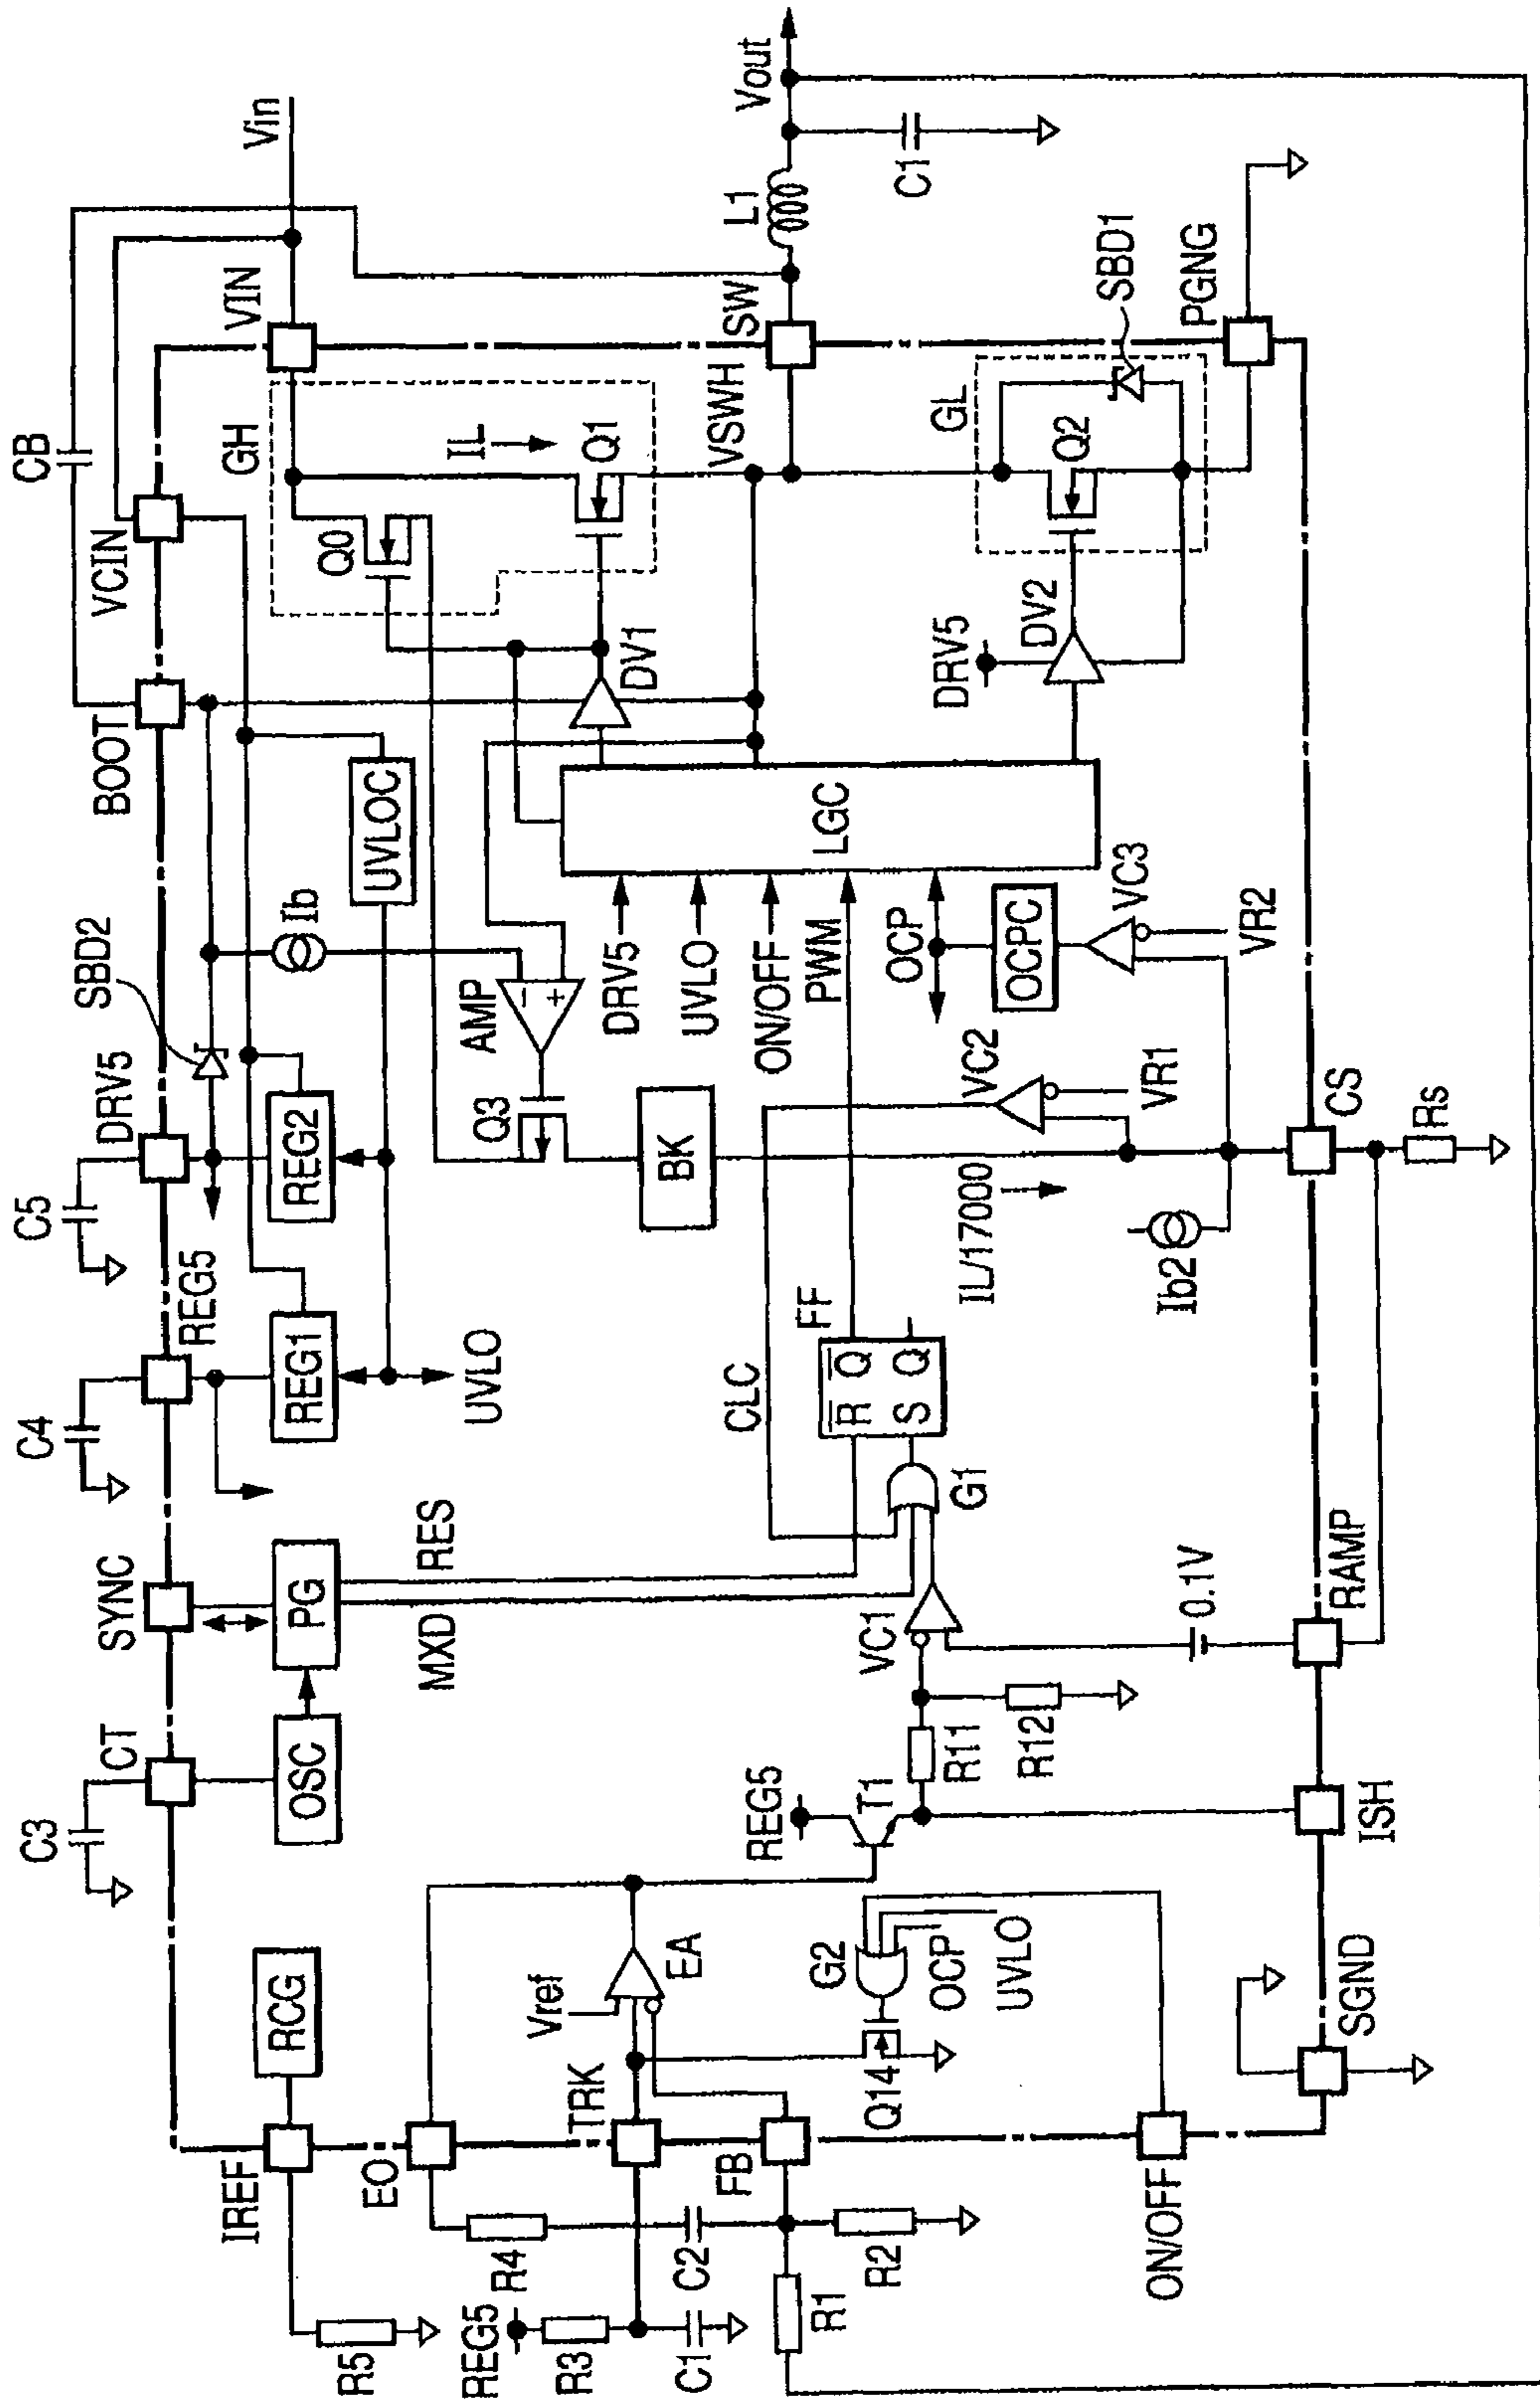 C3
C4
C5
CB
CT
SYNC
REG5
DRV5
SBD2
BOOT
VCIN
Vin
VIN
IREF
RCG
OSC
PG
REG1
REG2
UVLOC
GH
Q0
IL
Q1
R5
EO
UVLO
Ib
MXD
RES
Q3
AMP
DV1
VSWH
SW
L1
Vout
REG5
R4
R3
TRK
Vref
EA
BK
DRV5
UVLO
ON/OFF
PWM
OCP
LGC
C1
C2
FB
REG5
T1
CLC
FF
R
Q
S
Q
C1
R1
R2
Q14
G2
OCP
UVLO
R11
R12
VC1
G1
IL/17000
VC2
VR1
OCPC
VC3
VR2
DRV5
DV2
GL
Q2
SBD1
PGNG
0.1V
Ib2
ON/OFF
SGND
ISH
RAMP
CS
Rs